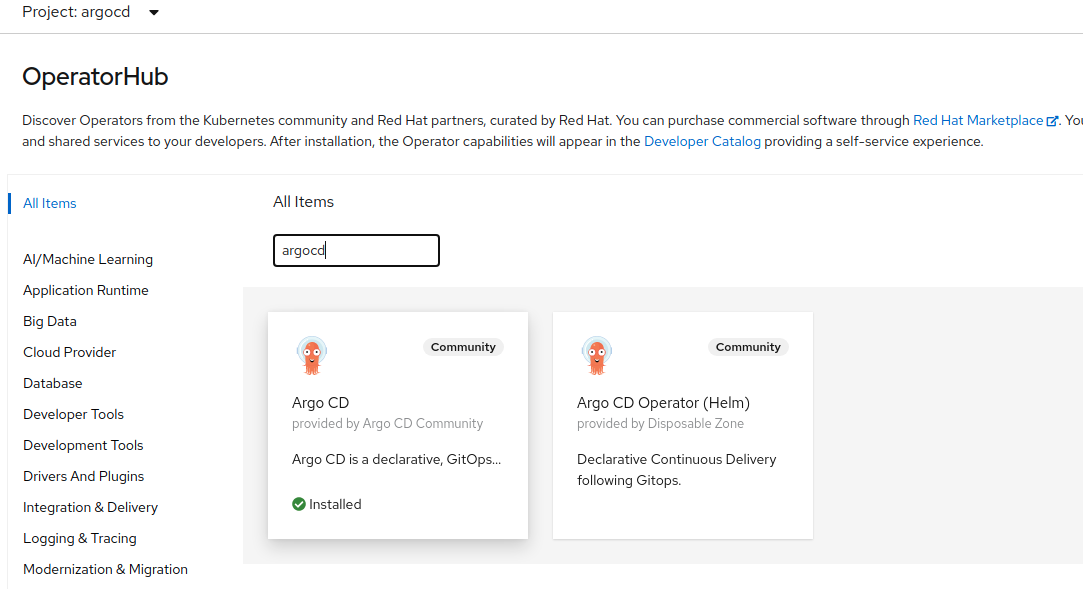 Project: argocd
OperatorHub
Discover Operators from the Kubernetes community and Red Hat partners, curated by Red Hat. You can purchase commercial software through Red Hat Marketplace. You
and shared services to your developers. After installation, the Operator capabilities will appear in the Developer Catalog providing a self-service experience.
All Items
All Items
argocd
AI/Machine Learning
Application Runtime
Big Data
Cloud Provider
Database
Developer Tools
Development Tools
Drivers And Plugins
Integration & Delivery
Logging & Tracing
Modernization & Migration
Community
Argo CD
provided by Argo CD Community
Argo CD is a declarative, GitOps...
Installed
Community
Argo CD Operator (Helm)
provided by Disposable Zone
Declarative Continuous Delivery
following Gitops.